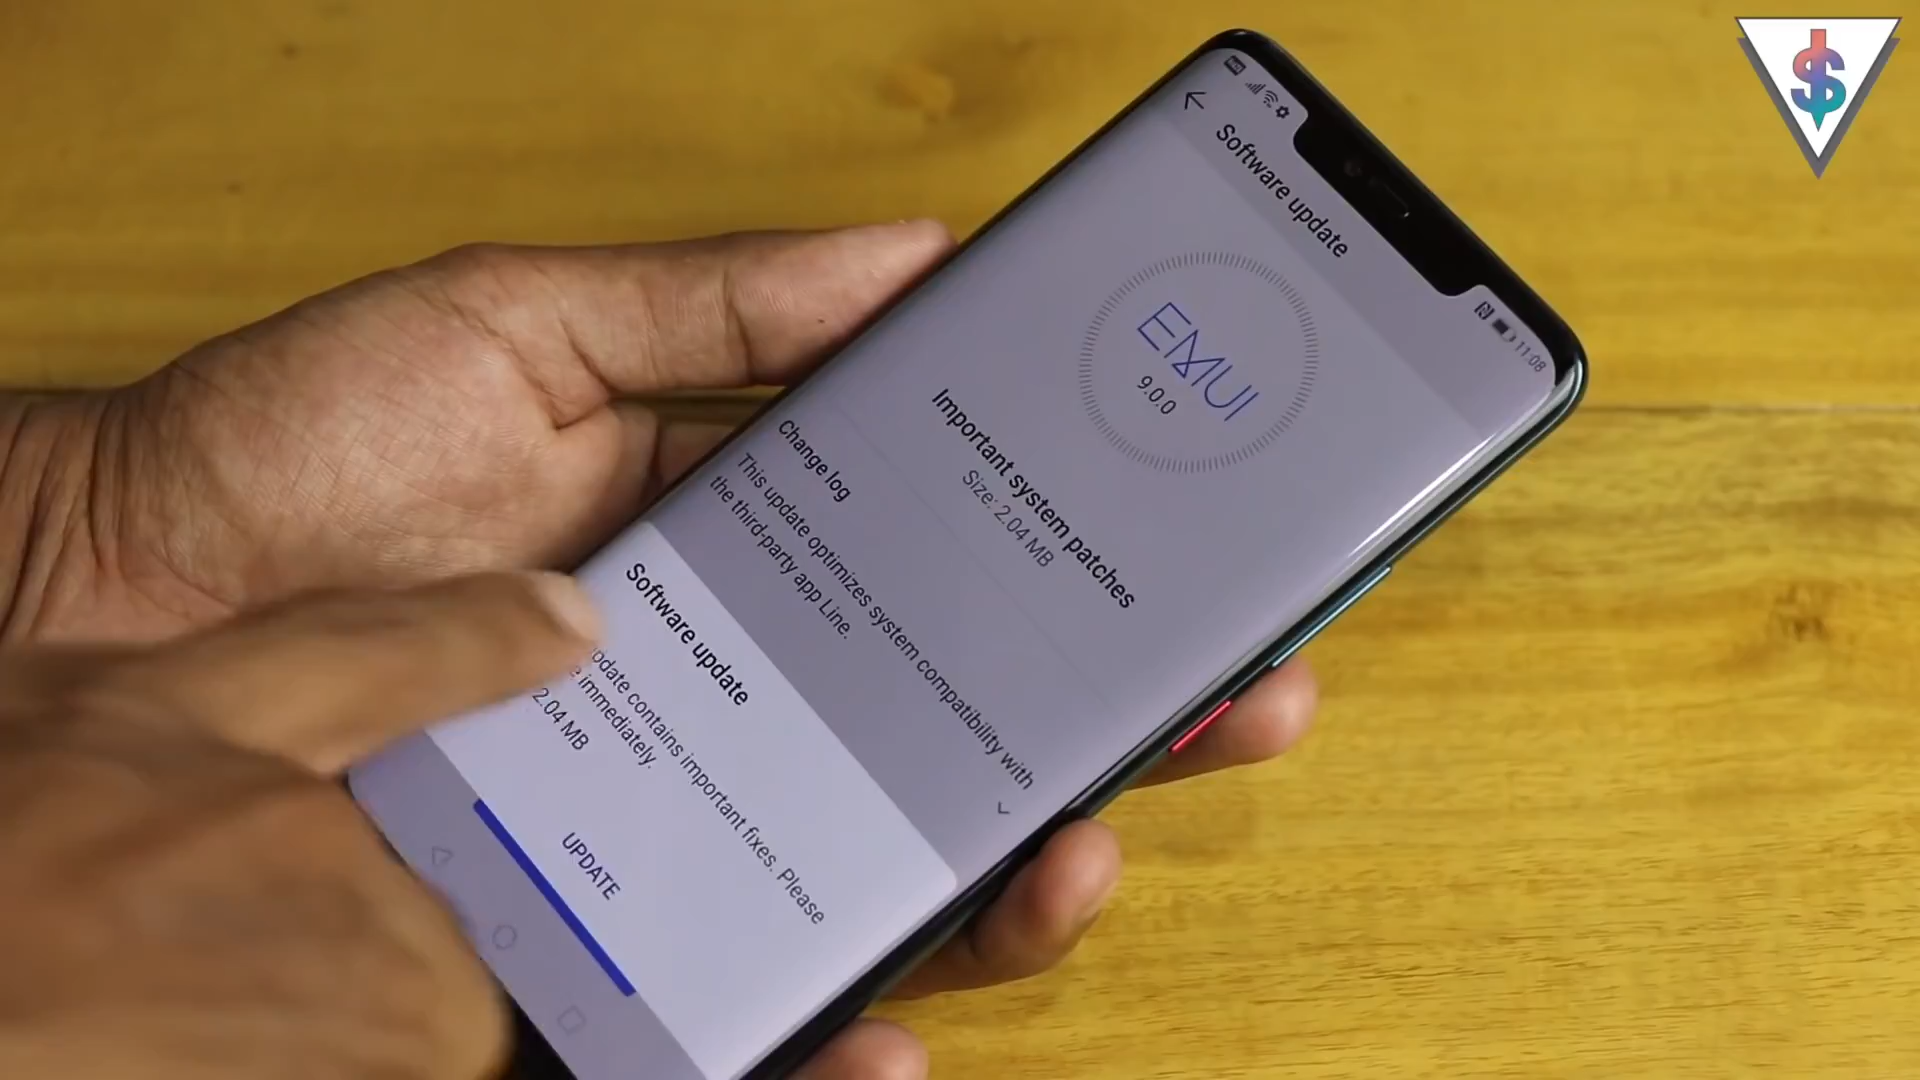 11:08
Software update
EMUI
9.0.0
Important system patches
Size: 2.04 MB
Change log
This update optimizes system compatibility with
the third-party app Line.
Software update
update contains important fixes. Please
immediately.
2.04 MB
UPDATE
$